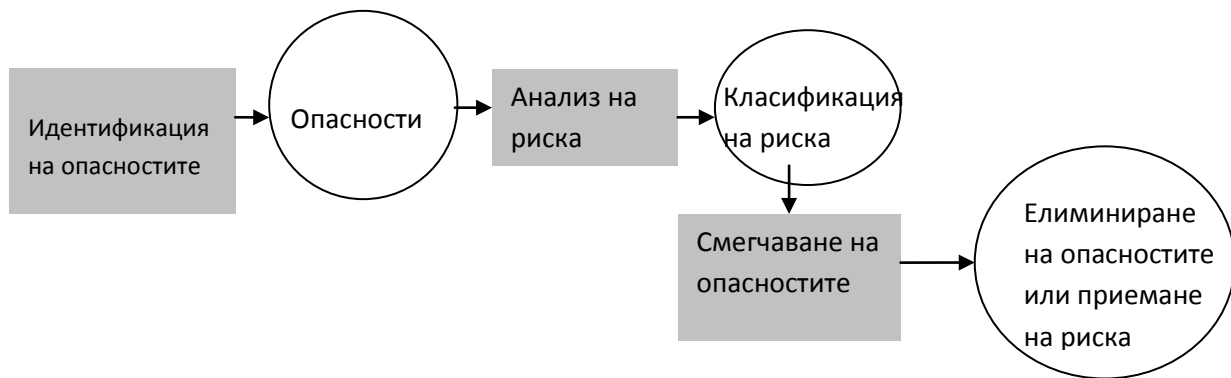 Идентификация
на опасностите
Опасности
Анализ на
риска
Класификация
на риска
Смегчаване на
опасностите
Елиминиране
на опасностите
или приемане
на риска